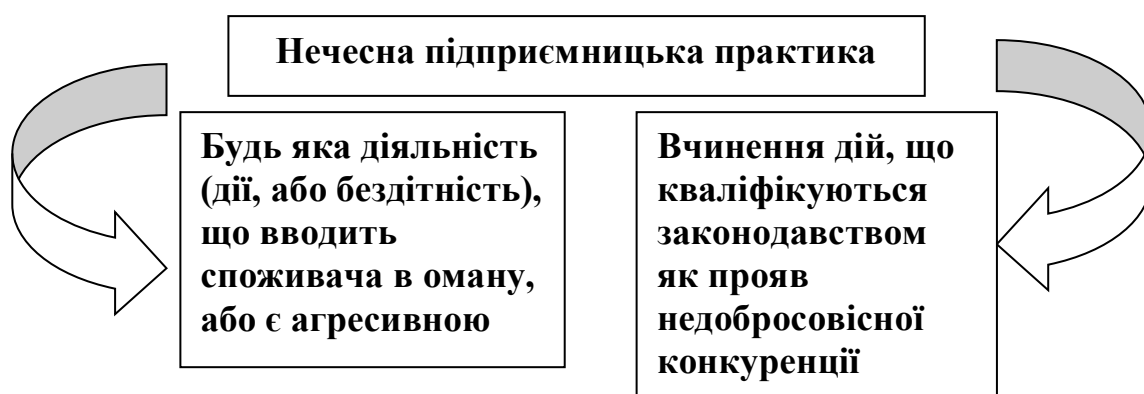 Нечесна підприємницька практика
Будь яка діяльність
(дії, або бездітність),
що вводить
споживача в оману,
або є агресивною
Вчинення дій, що
кваліфікуються
законодавством
як прояв
недобросовісної
конкуренції